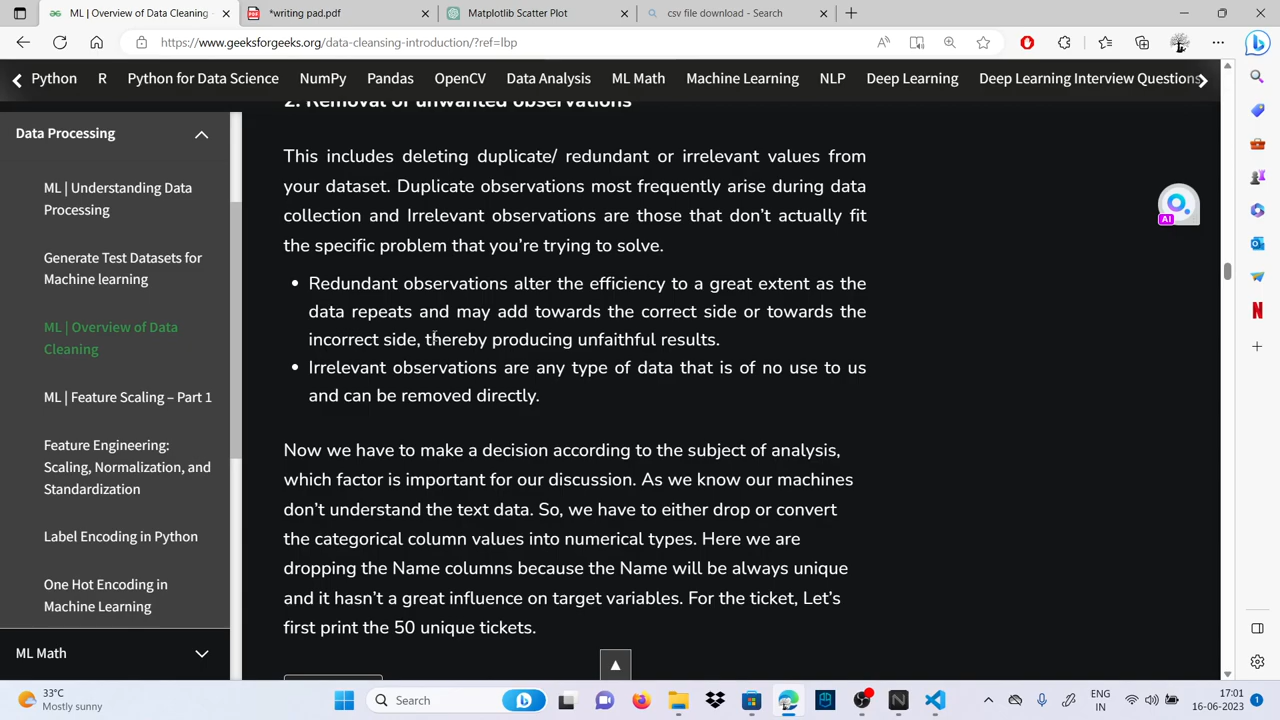 ML | Overview of Data Cleaning
*writing pad.pdf
Matplotlib Scatter Plot
csv file download - Search
https://www.geeksforgeeks.org/data-cleansing-introduction/?ref=lbp
Python R Python for Data Science NumPy Pandas OpenCV Data Analysis ML Math Machine Learning NLP Deep Learning Deep Learning Interview Questions
Data Processing
ML | Understanding Data
Processing
Generate Test Datasets for
Machine learning
ML | Overview of Data
Cleaning
ML | Feature Scaling – Part 1
Feature Engineering:
Scaling, Normalization, and
Standardization
Label Encoding in Python
One Hot Encoding in
Machine Learning
ML Math
2. Removal of unwanted observations
This includes deleting duplicate/ redundant or irrelevant values from
your dataset. Duplicate observations most frequently arise during data
collection and Irrelevant observations are those that don’t actually fit
the specific problem that you’re trying to solve.
• Redundant observations alter the efficiency to a great extent as the
data repeats and may add towards the correct side or towards the
incorrect side, thereby producing unfaithful results.
• Irrelevant observations are any type of data that is of no use to us
and can be removed directly.
Now we have to make a decision according to the subject of analysis,
which factor is important for our discussion. As we know our machines
don’t understand the text data. So, we have to either drop or convert
the categorical column values into numerical types. Here we are
dropping the Name columns because the Name will be always unique
and it hasn’t a great influence on target variables. For the ticket, Let’s
first print the 50 unique tickets.
AI
33°C
Mostly sunny
Search
ENG
IN
17:01
16-06-2023
1